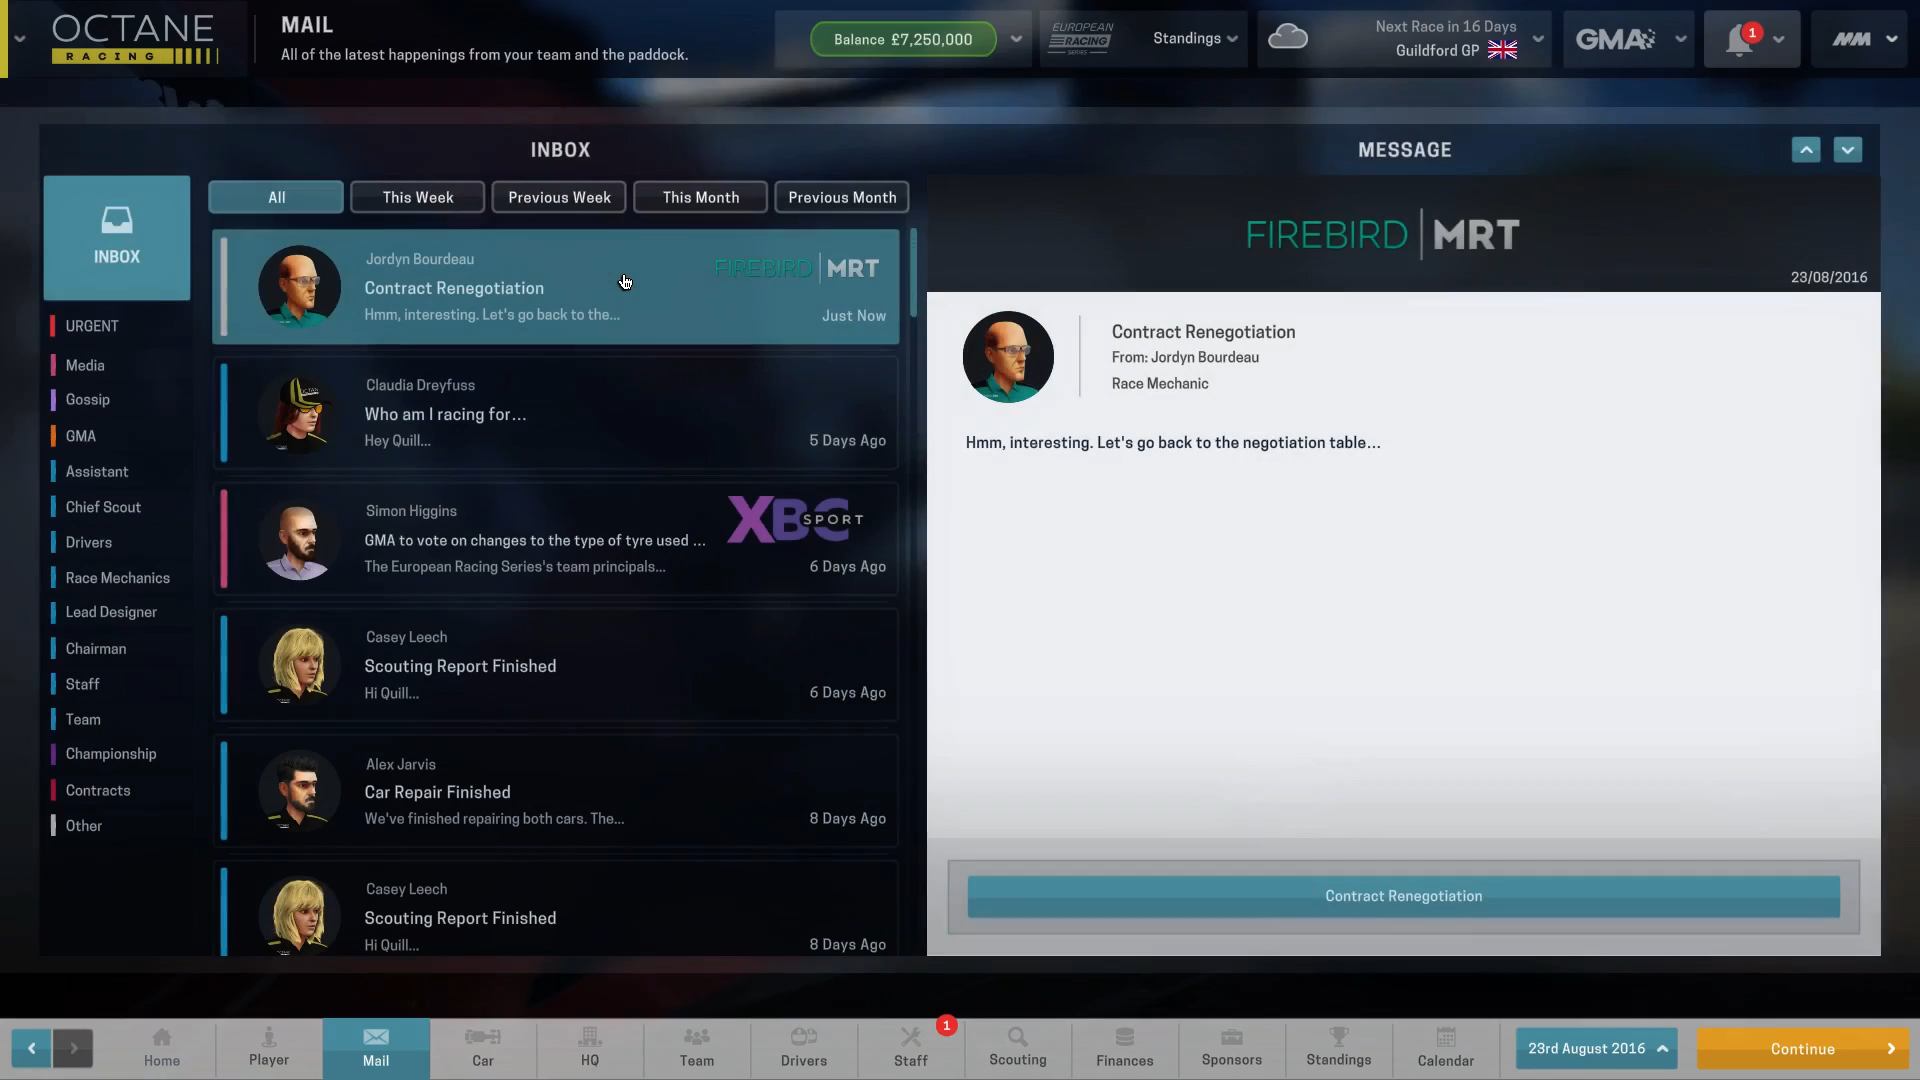 OCTANE
RACING
MAIL
All of the latest happenings from your team and the paddock.
Balance £7,250,000
EUROPEAN
RACING
SERIES
Standings
Next Race in 16 Days
Guildford GP
GMA
1
MM
INBOX
MESSAGE
INBOX
All
This Week
Previous Week
This Month
Previous Month
URGENT
Media
Gossip
GMA
Assistant
Chief Scout
Drivers
Race Mechanics
Lead Designer
Chairman
Staff
Team
Championship
Contracts
Other
Jordyn Bourdeau
Contract Renegotiation
Hmm, interesting. Let's go back to the...
FIREBIRD | MRT
Just Now
Claudia Dreyfuss
Who am I racing for...
Hey Quill...
5 Days Ago
Simon Higgins
GMA to vote on changes to the type of tyre used ...
The European Racing Series's team principals...
XBC SPORT
6 Days Ago
Casey Leech
Scouting Report Finished
Hi Quill...
6 Days Ago
Alex Jarvis
Car Repair Finished
We've finished repairing both cars. The...
8 Days Ago
Casey Leech
Scouting Report Finished
Hi Quill...
8 Days Ago
FIREBIRD | MRT
23/08/2016
Contract Renegotiation
From: Jordyn Bourdeau
Race Mechanic
Hmm, interesting. Let's go back to the negotiation table...
Contract Renegotiation
Home
Player
Mail
Car
HQ
Team
Drivers
Staff
1
Scouting
Finances
Sponsors
Standings
Calendar
23rd August 2016
Continue